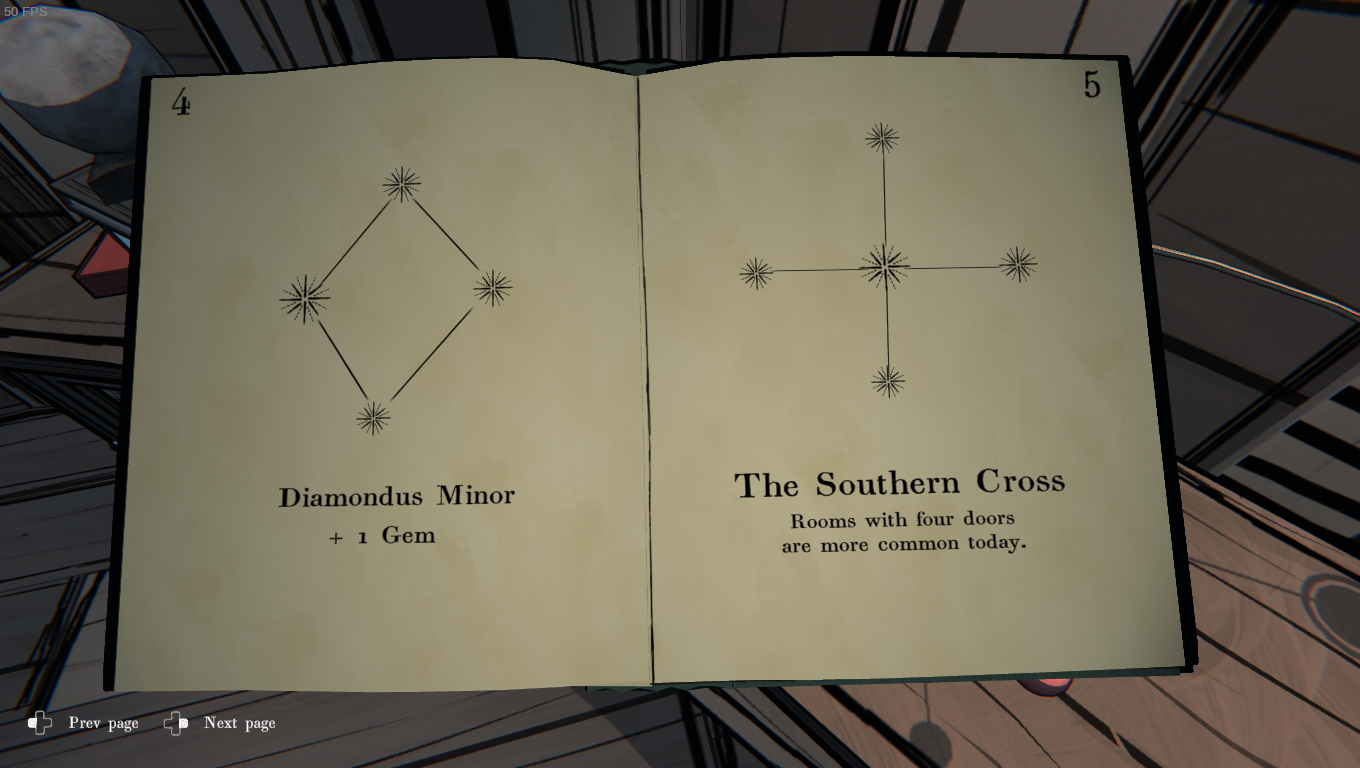 50 FPS
4
Diamondus Minor
+ 1 Gem
5
The Southern Cross
Rooms with four doors
are more common today.
Prev page
Next page